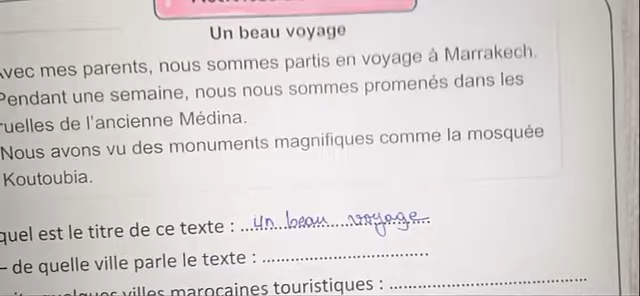 Un beau voyage
Avec mes parents, nous sommes partis en voyage à Marrakech.
Pendant une semaine, nous nous sommes promenés dans les
ruelles de l'ancienne Médina.
Nous avons vu des monuments magnifiques comme la mosquée
Koutoubia.
quel est le titre de ce texte : un beau voyage
– de quelle ville parle le texte :
quelques villes marocaines touristiques :